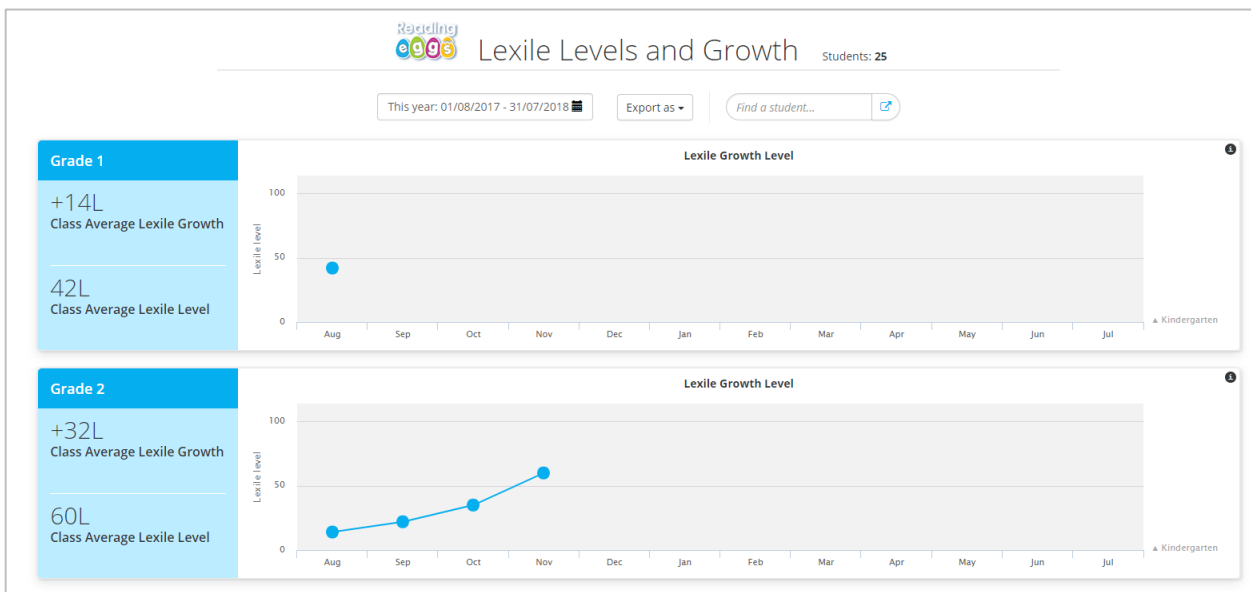 Reading
eggs
Lexile Levels and Growth Students: 25
This year: 01/08/2017 - 31/07/2018
Export as
Find a student...
Grade 1
+14L
Class Average Lexile Growth
42L
Class Average Lexile Level
Lexile Growth Level
Lexile level
100
50
0
Aug Sep Oct Nov Dec Jan Feb Mar Apr May Jun Jul
▲ Kindergarten
Grade 2
+32L
Class Average Lexile Growth
60L
Class Average Lexile Level
Lexile Growth Level
Lexile level
100
50
0
Aug Sep Oct Nov Dec Jan Feb Mar Apr May Jun Jul
▲ Kindergarten